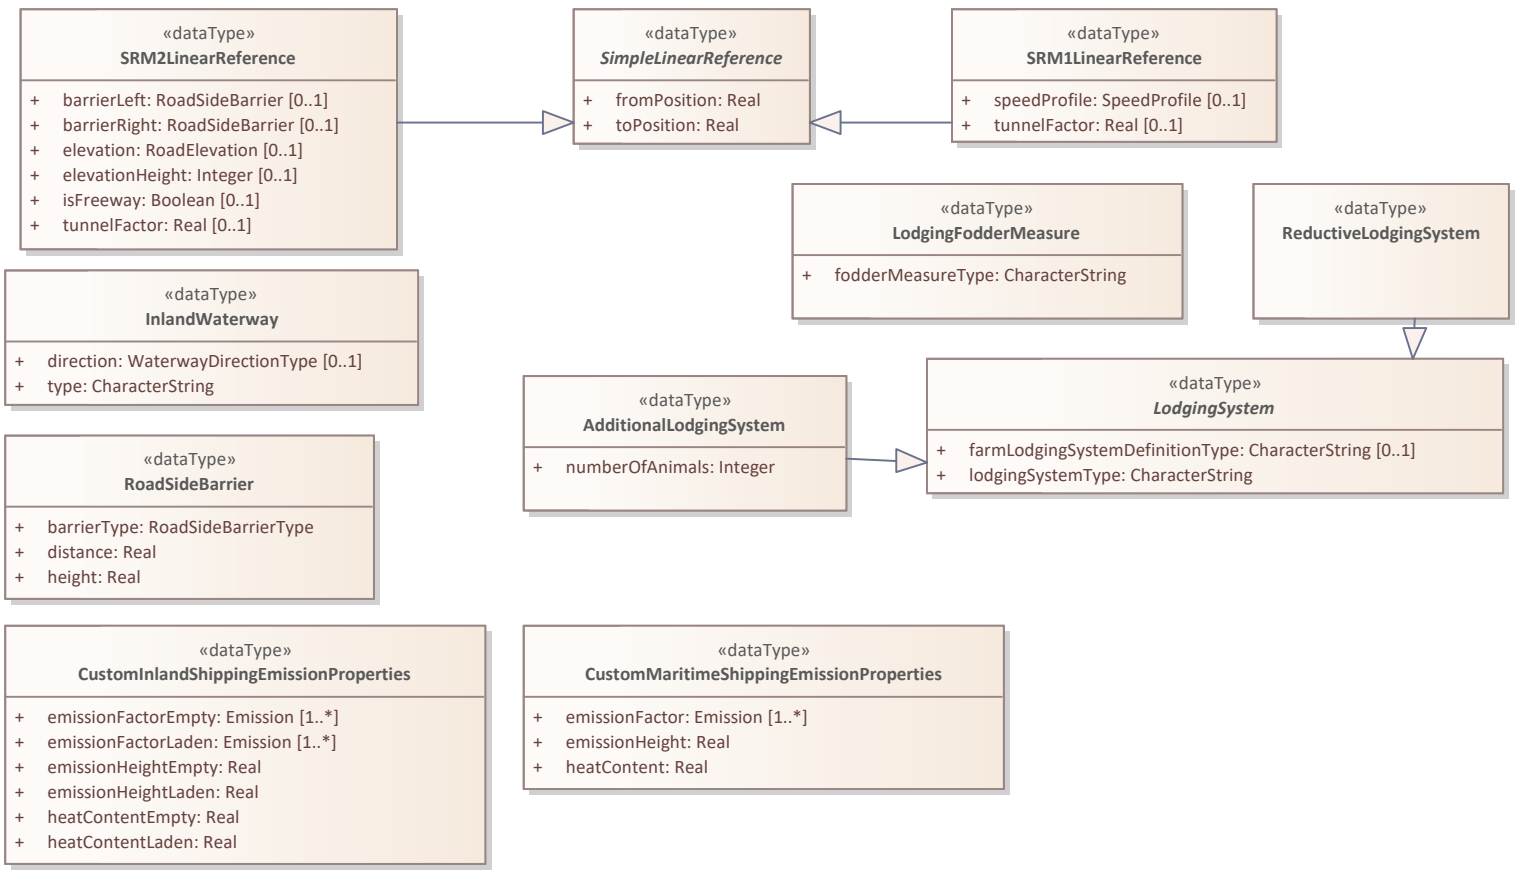 «dataType»
SRM2LinearReference
+ barrierLeft: RoadSideBarrier [0..1]
+ barrierRight: RoadSideBarrier [0..1]
+ elevation: RoadElevation [0..1]
+ elevationHeight: Integer [0..1]
+ isFreeway: Boolean [0..1]
+ tunnelFactor: Real [0..1]
«dataType»
SimpleLinearReference
+ fromPosition: Real
+ toPosition: Real
«dataType»
SRM1LinearReference
+ speedProfile: SpeedProfile [0..1]
+ tunnelFactor: Real [0..1]
«dataType»
LodgingFodderMeasure
+ fodderMeasureType: CharacterString
«dataType»
ReductiveLodgingSystem
«dataType»
InlandWaterway
+ direction: WaterwayDirectionType [0..1]
+ type: CharacterString
«dataType»
AdditionalLodgingSystem
+ numberOfAnimals: Integer
«dataType»
LodgingSystem
+ farmLodgingSystemDefinitionType: CharacterString [0..1]
+ lodgingSystemType: CharacterString
«dataType»
RoadSideBarrier
+ barrierType: RoadSideBarrierType
+ distance: Real
+ height: Real
«dataType»
CustomInlandShippingEmissionProperties
+ emissionFactorEmpty: Emission [1..*]
+ emissionFactorLaden: Emission [1..*]
+ emissionHeightEmpty: Real
+ emissionHeightLaden: Real
+ heatContentEmpty: Real
+ heatContentLaden: Real
«dataType»
CustomMaritimeShippingEmissionProperties
+ emissionFactor: Emission [1..*]
+ emissionHeight: Real
+ heatContent: Real